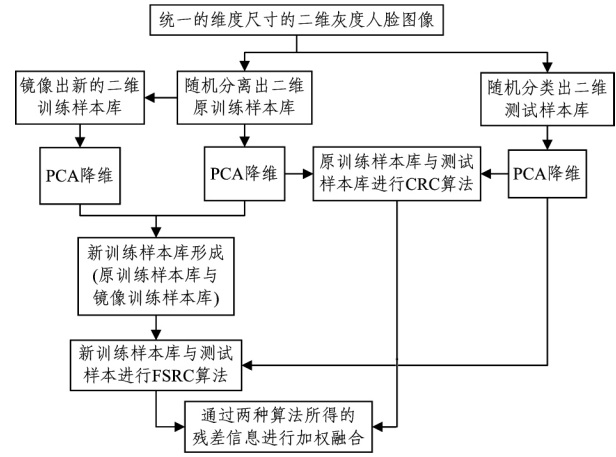 统一的维度尺寸的二维灰度人脸图像
镜像出新的二维
训练样本库
随机分离出二维
原训练样本库
随机分类出二维
测试样本库
PCA降维
PCA降维
原训练样本库与测试
样本库进行CRC算法
PCA降维
新训练样本库形成
(原训练样本库与
镜像训练样本库)
新训练样本库与测试
样本进行FSRC算法
通过两种算法所得的
残差信息进行加权融合